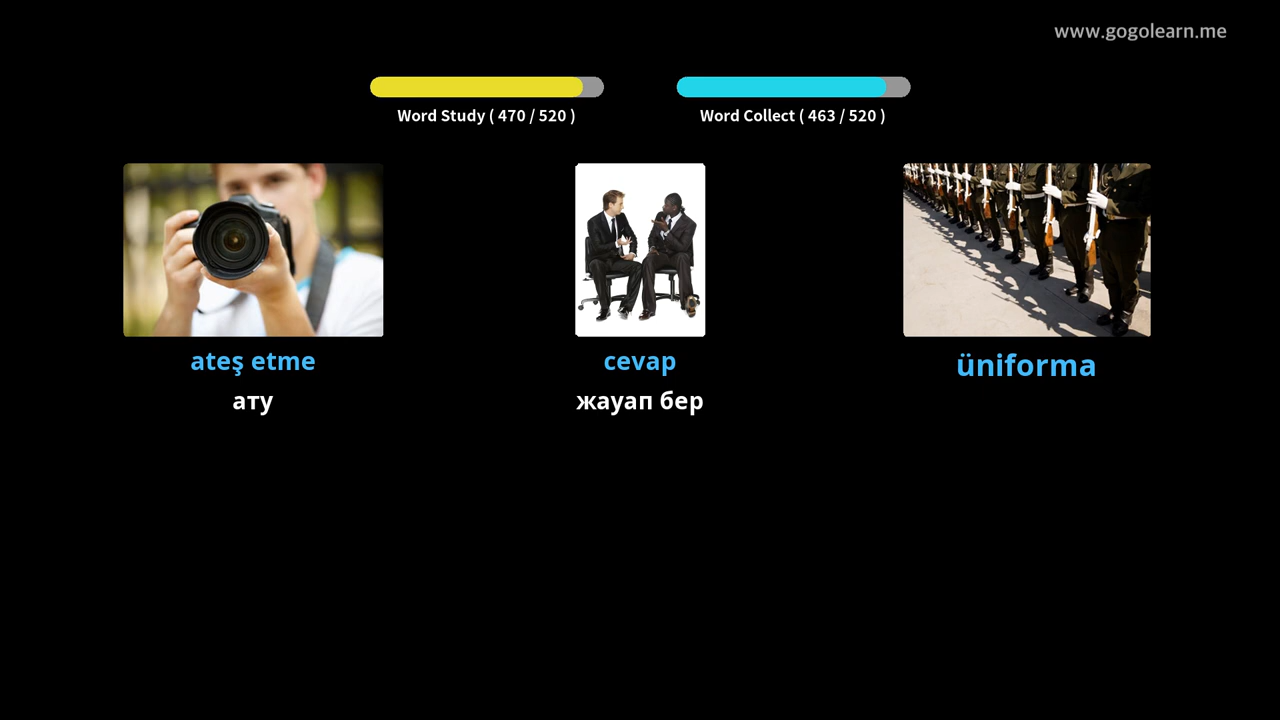 www.gogolearn.me
Word Study ( 470 / 520 )
Word Collect ( 463 / 520 )
ateş etme
ату
cevap
жауап бер
üniforma